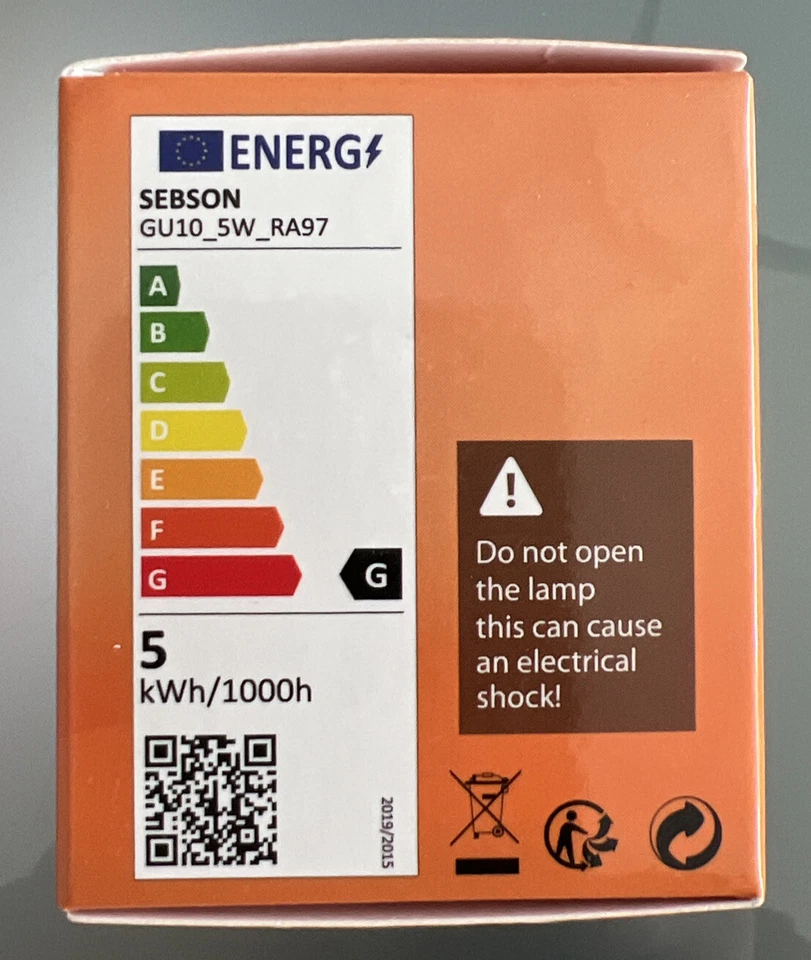 ENERG
SEBSON
GU10_5W_RA97
A
B
C
D
E
F
G
G
5
kWh/1000h
2019/2015
!
Do not open
the lamp
this can cause
an electrical
shock!